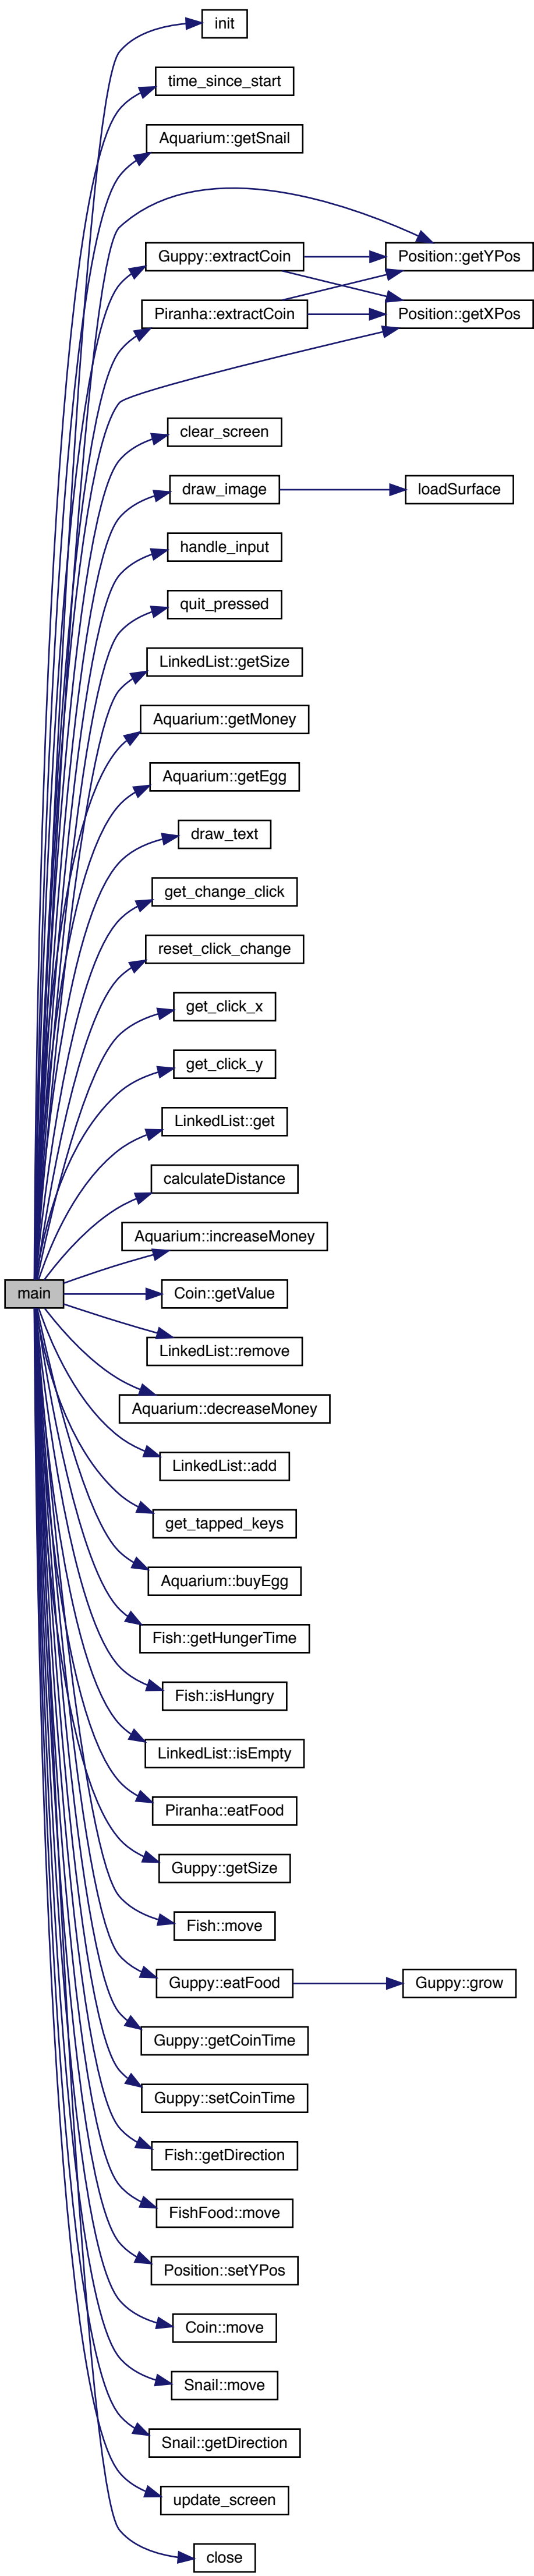 init
time_since_start
Aquarium::getSnail
Guppy::extractCoin
Position::getYPos
Piranha::extractCoin
Position::getXPos
clear_screen
draw_image
loadSurface
handle_input
quit_pressed
LinkedList::getSize
Aquarium::getMoney
Aquarium::getEgg
draw_text
get_change_click
reset_click_change
get_click_x
get_click_y
LinkedList::get
calculateDistance
Aquarium::increaseMoney
main
Coin::getValue
LinkedList::remove
Aquarium::decreaseMoney
LinkedList::add
get_tapped_keys
Aquarium::buyEgg
Fish::getHungerTime
Fish::isHungry
LinkedList::isEmpty
Piranha::eatFood
Guppy::getSize
Fish::move
Guppy::eatFood
Guppy::grow
Guppy::getCoinTime
Guppy::setCoinTime
Fish::getDirection
FishFood::move
Position::setYPos
Coin::move
Snail::move
Snail::getDirection
update_screen
close